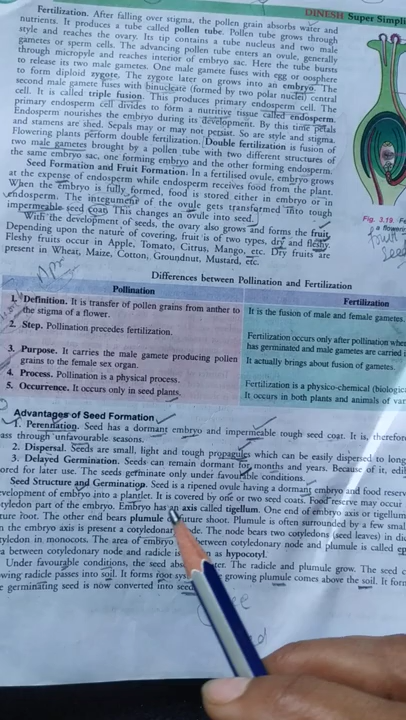 DINESH Super Simpli
Fertilization. After falling over stigma, the pollen grain absorbs water and
nutrients. It produces a tube called pollen tube. Pollen tube grows through
style and reaches the ovary. Its tip contains a tube nucleus and two male
gametes or sperm cells. The advancing pollen tube enters an ovule, generally
through micropyle and reaches interior of embryo sac. Here the tube bursts
to release its two male gametes. One male gamete fuses with egg or oosphere
to form diploid zygote. The zygote later on grows into an embryo. The
second male gamete fuses with binucleate (formed by two polar nuclei) central
cell. It is called triple fusion. This produces primary endosperm cell. The
primary endosperm cell divides to form a nutritive tissue called endosperm.
Endosperm nourishes the embryo during its development. By this time petals
and stamens are shed. Sepals may or may not persist. So are style and stigma.
Flowering plants perform double fertilization. Double fertilization is fusion of
two male gametes brought by a pollen tube with two different structures of
the same embryo sac, one forming embryo and the other forming endosperm.
Seed Formation and Fruit Formation. In a fertilised ovule, embryo grows
at the expense of endosperm while endosperm receives food from the plant.
When the embryo is fully formed, food is stored either in embryo or in
endosperm. The integument of the ovule gets transformed into tough
impermeable seed coat. This changes an ovule into seed.
With the development of seeds, the ovary also grows and forms the fruit.
Depending upon the nature of covering, fruit is of two types, dry and fleshy.
Fleshy fruits occur in Apple, Tomato, Citrus, Mango, etc. Dry fruits are
present in Wheat, Maize, Cotton, Groundnut, Mustard, etc.
Fig. 3.19. Fe
a flower
fruit
seed
Differences between Pollination and Fertilization
Pollination
Fertilization
1. Definition. It is transfer of pollen grains from anther to
the stigma of a flower.
It is the fusion of male and female gametes.
2. Step. Pollination precedes fertilization.
Fertilization occurs only after pollination when
has germinated and male gametes are carried
3. Purpose. It carries the male gamete producing pollen
grains to the female sex organ.
It actually brings about fusion of gametes.
4. Process. Pollination is a physical process.
Fertilization is a physico-chemical (biologic
5. Occurrence. It occurs only in seed plants.
It occurs in both plants and animals of var
Advantages of Seed Formation
1. Perennation. Seed has a dormant embryo and impermeable tough seed coat. It is, therefor
ass through unfavourable seasons.
2. Dispersal. Seeds are small, light and tough propagules which can be easily dispersed to long
3. Delayed Germination. Seeds can remain dormant for months and years. Because of it, edib
ored for later use. The seeds germinate only under favourable conditions.
Seed Structure and Germination. Seed is a ripened ovule having a dormant embryo and food reserv
evelopment of embryo into a plantlet. It is covered by one or two seed coats. Food reserve may occur
tyledon part of the embryo. Embryo has an axis called tigellum. One end of embryo axis or tigellum
ture root. The other end bears plumule future shoot. Plumule is often surrounded by a few smal
n the embryo axis is present a cotyledonary node. The node bears two cotyledons (seed leaves) in dic
tyledon in monocots. The area of embryo between cotyledonary node and plumule is called ep
a between cotyledonary node and radicle is as hypocotyl.
Under favourable conditions, the seed water. The radicle and plumule grow. The seed c
owing radicle passes into soil. It forms root growing plumule comes above the soil. It form
e germinating seed is now converted into